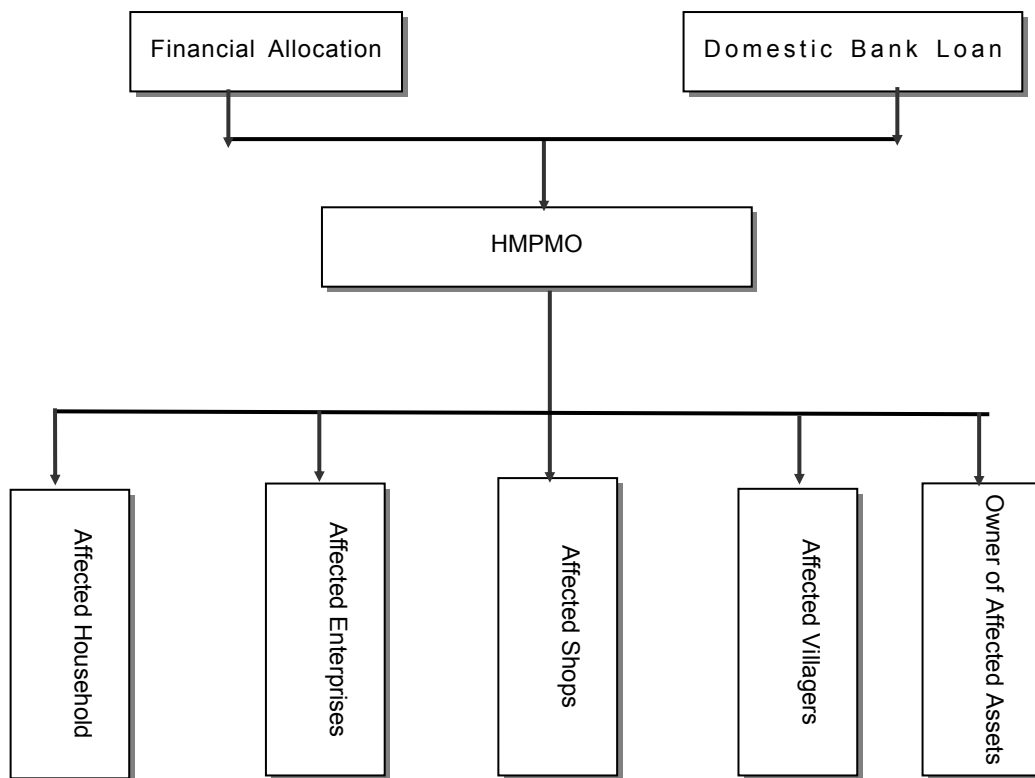 Financial Allocation
Domestic Bank Loan
HMPMO
Affected Household
Affected Enterprises
Affected Shops
Affected Villagers
Owner of Affected Assets